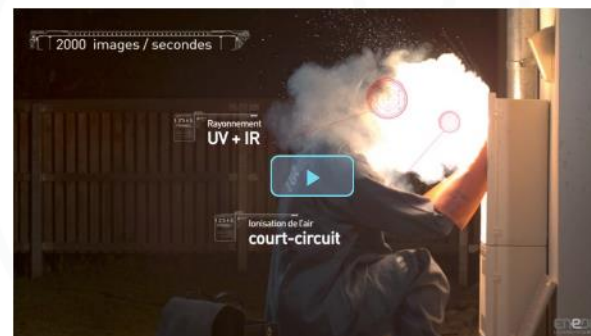 2000 images / secondes
Rayonnement
UV + IR
Ionisation de l'air
court-circuit